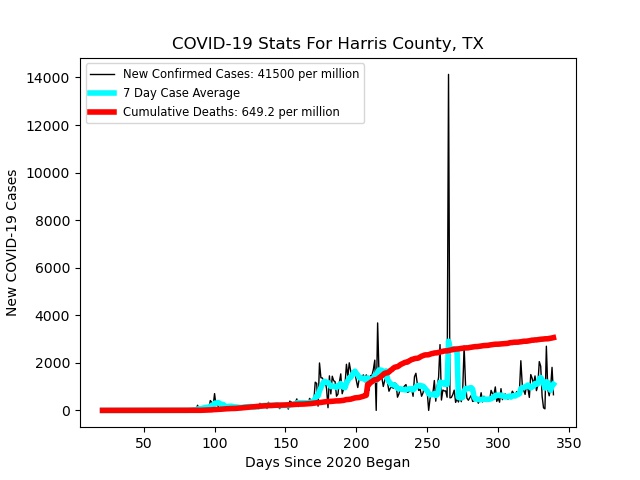 COVID-19 Stats For Harris County, TX
New Confirmed Cases: 41500 per million
7 Day Case Average
Cumulative Deaths: 649.2 per million
New COVID-19 Cases
14000
12000
10000
8000
6000
4000
2000
0
50 100 150 200 250 300 350
Days Since 2020 Began